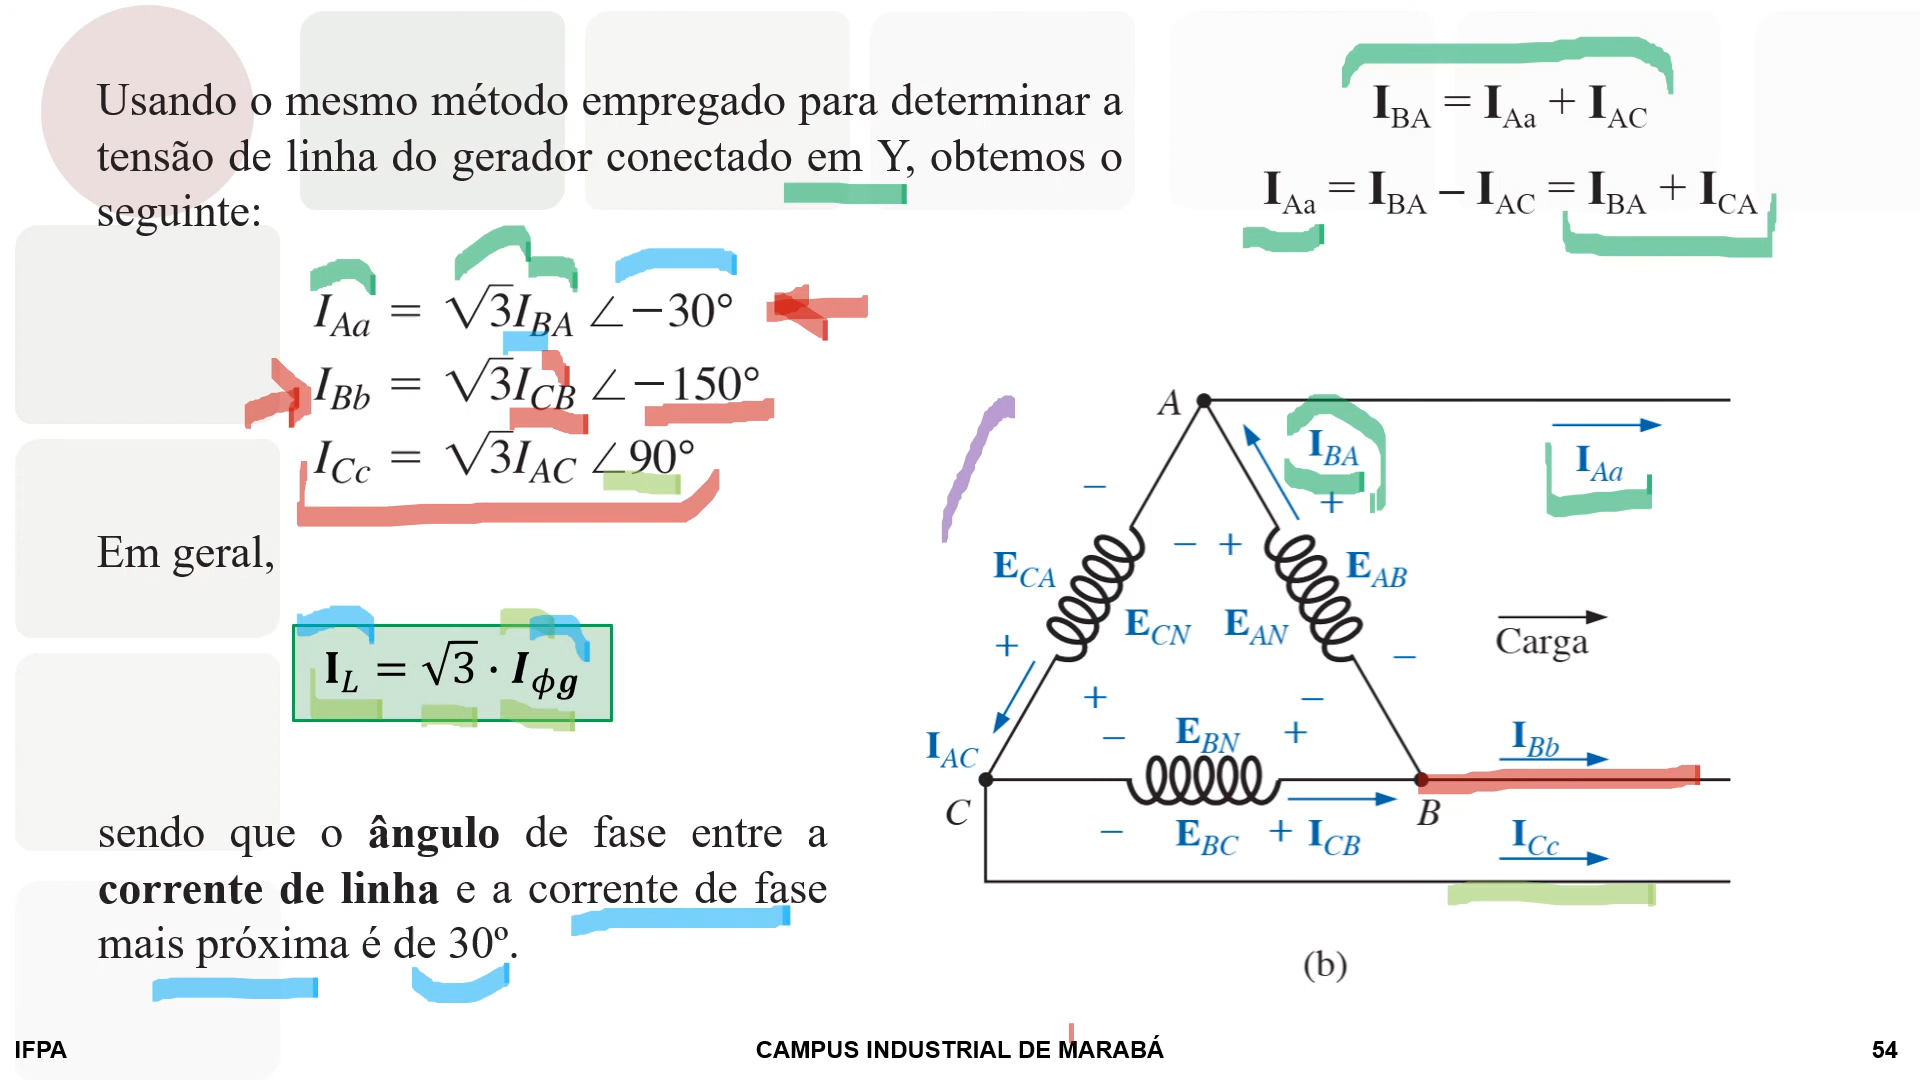 Usando o mesmo método empregado para determinar a
tensão de linha do gerador conectado em Y, obtemos o
seguinte:
I_Aa = √3I_BA ∠−30°
I_Bb = √3I_CB ∠−150°
I_Cc = √3I_AC ∠90°
Em geral,
I_L = √3 · I_ϕg
sendo que o ângulo de fase entre a
corrente de linha e a corrente de fase
mais próxima é de 30º.
I_BA = I_Aa + I_AC
I_Aa = I_BA − I_AC = I_BA + I_CA
A
I_BA
I_Aa
−
+
− +
E_CA
E_AB
E_CN
E_AN
+
−
Carga
+
−
−
E_BN
+
I_Bb
I_AC
C
B
−
E_BC
+
I_CB
I_Cc
(b)
IFPA
CAMPUS INDUSTRIAL DE MARABÁ
54